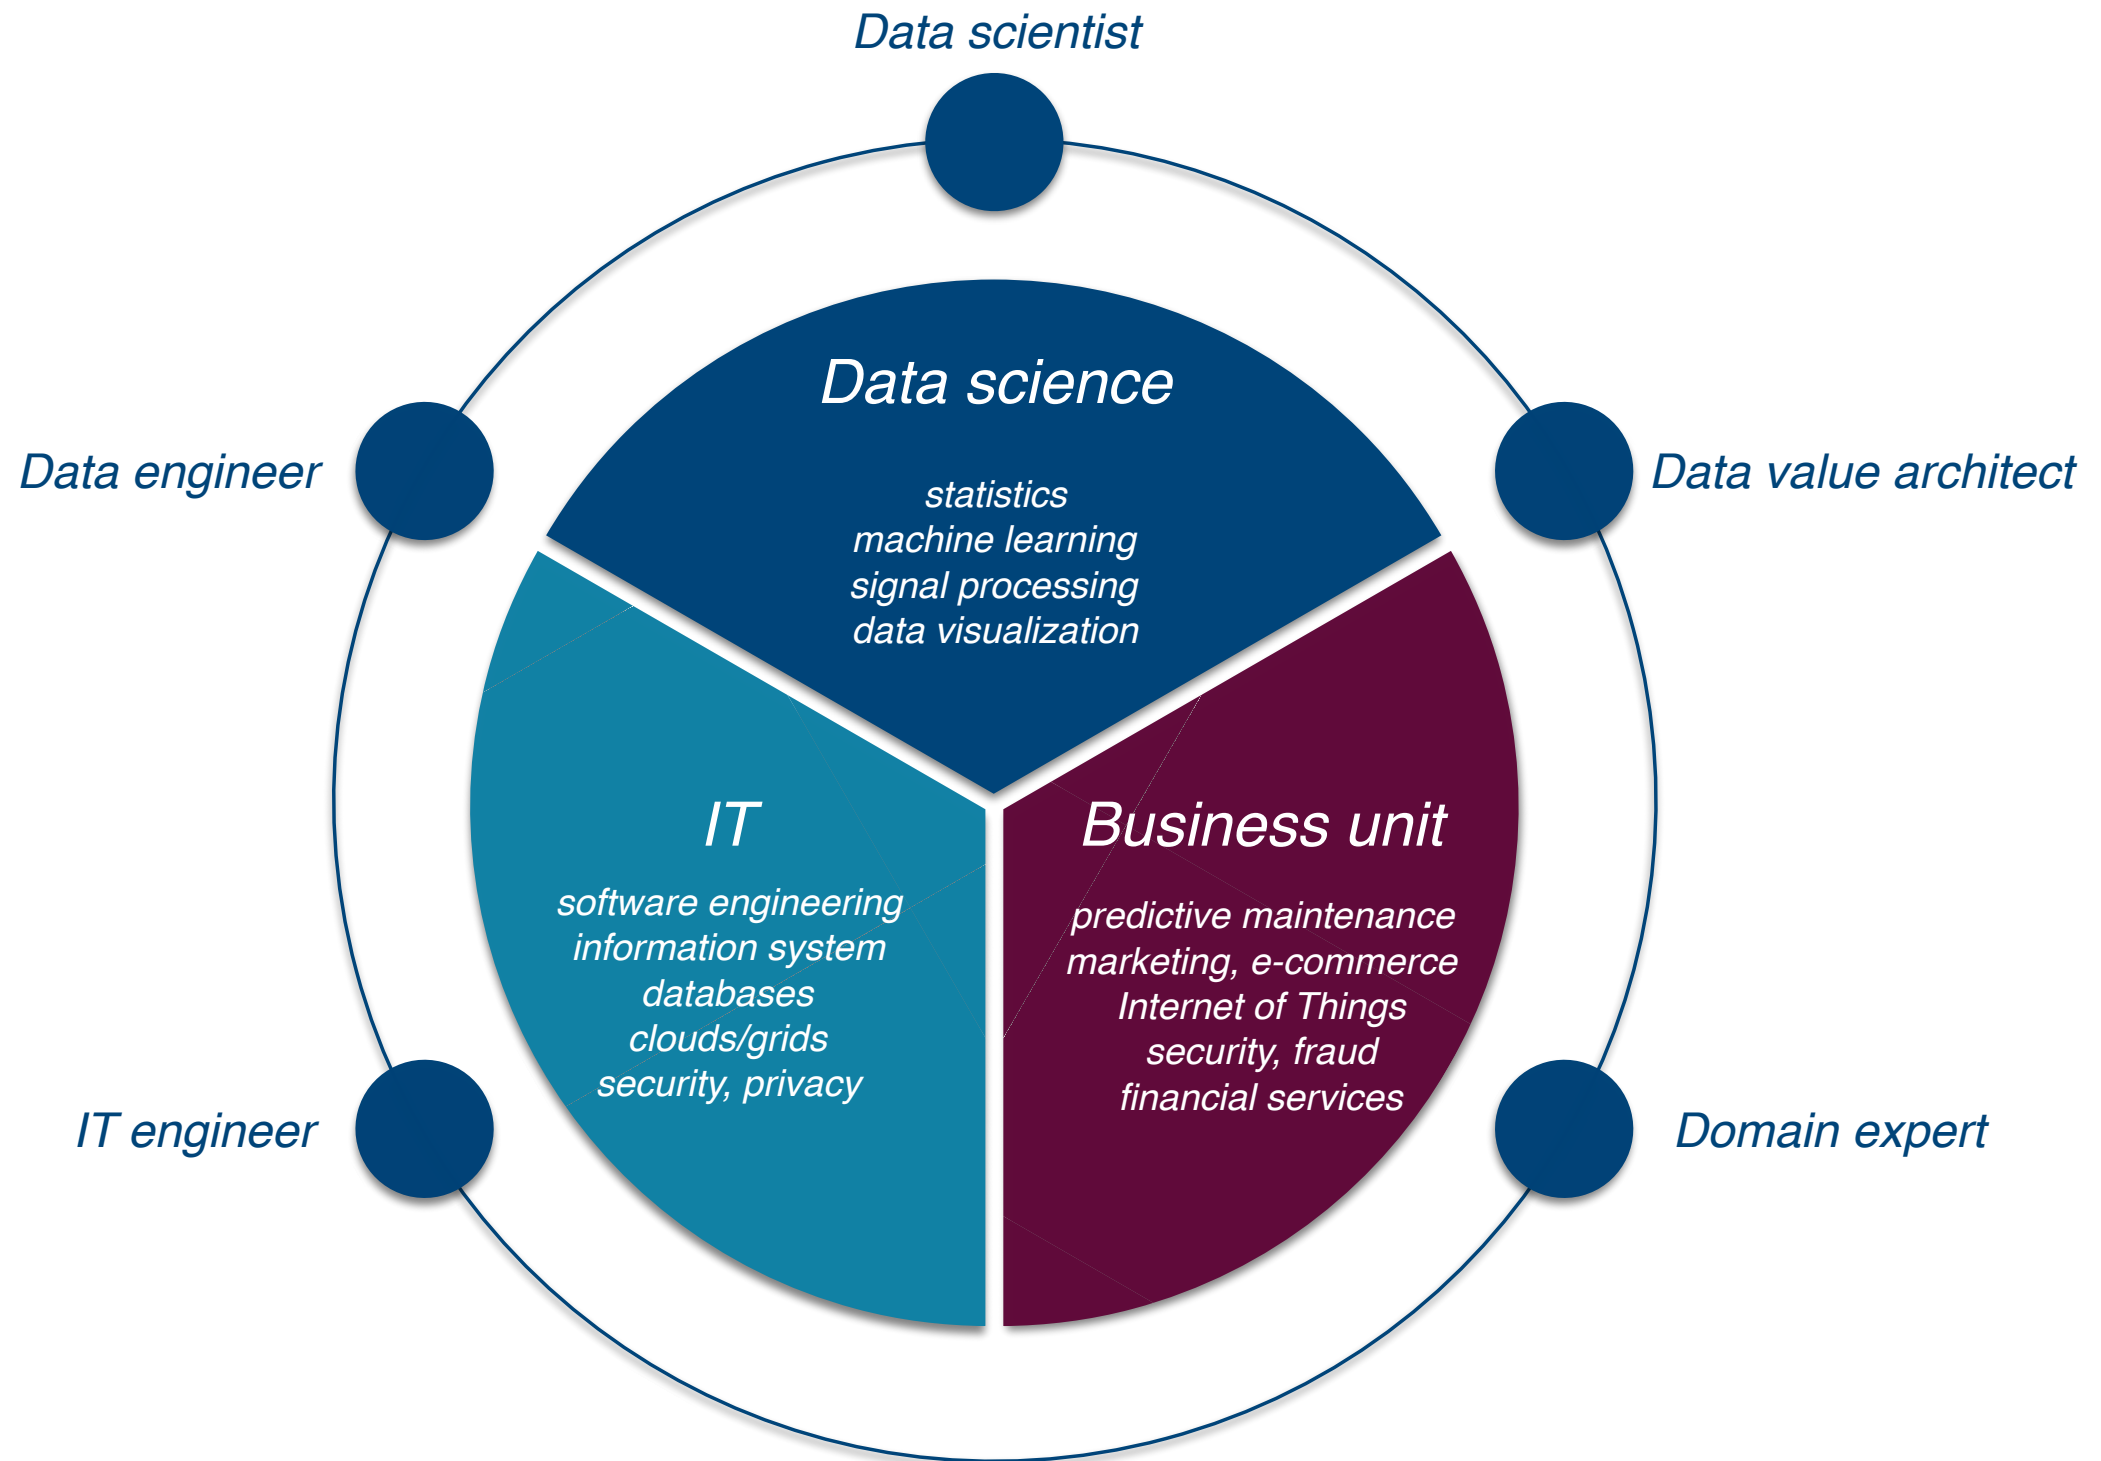 Data scientist
Data engineer
Data value architect
Data science
statistics
machine learning
signal processing
data visualization
IT
software engineering
information system
databases
clouds/grids
security, privacy
Business unit
predictive maintenance
marketing, e-commerce
Internet of Things
security, fraud
financial services
IT engineer
Domain expert